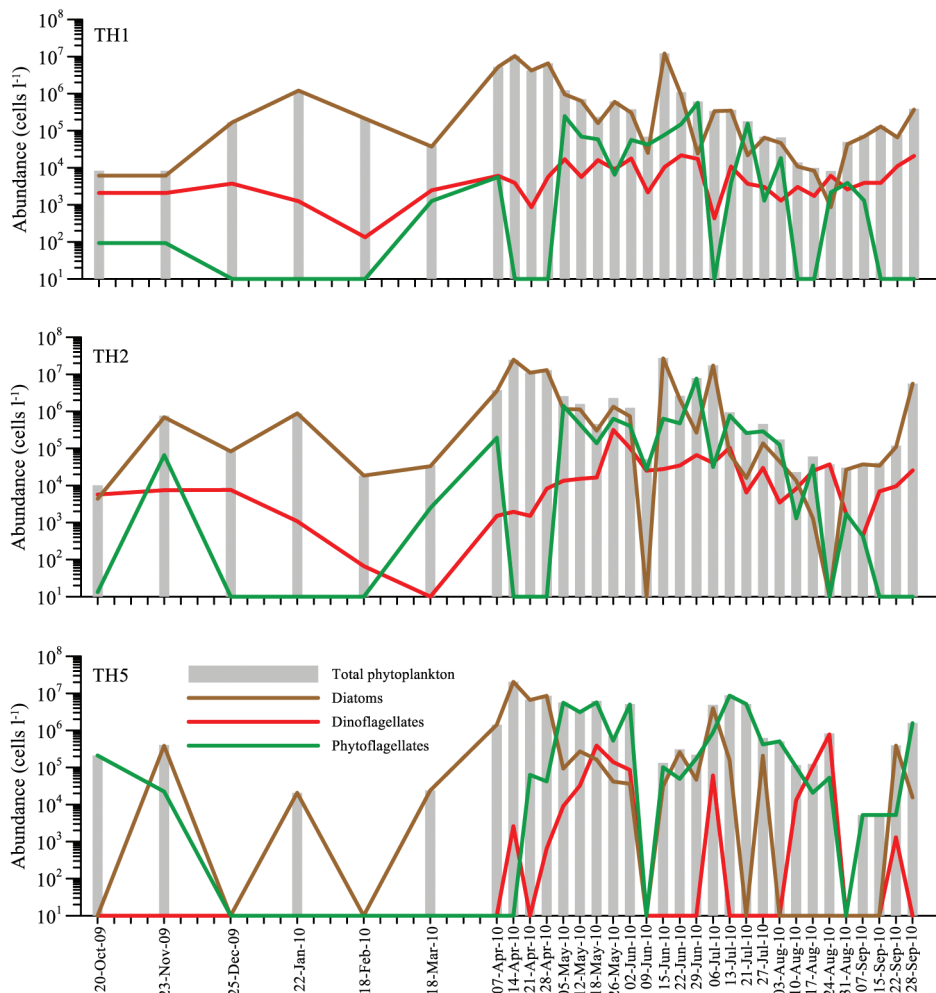 TH1
Abundance (cells l⁻¹)
10⁸
10⁷
10⁶
10⁵
10⁴
10³
10²
10¹
TH2
Abundance (cells l⁻¹)
10⁸
10⁷
10⁶
10⁵
10⁴
10³
10²
10¹
TH5
Abundance (cells l⁻¹)
10⁸
10⁷
10⁶
10⁵
10⁴
10³
10²
10¹
Total phytoplankton
Diatoms
Dinoflagellates
Phytoflagellates
20-Oct-09
23-Nov-09
25-Dec-09
22-Jan-10
18-Feb-10
18-Mar-10
07-Apr-10
14-Apr-10
21-Apr-10
28-Apr-10
05-May-10
12-May-10
18-May-10
26-May-10
02-Jun-10
09-Jun-10
15-Jun-10
22-Jun-10
29-Jun-10
06-Jul-10
13-Jul-10
21-Jul-10
27-Jul-10
03-Aug-10
10-Aug-10
17-Aug-10
24-Aug-10
31-Aug-10
07-Sep-10
15-Sep-10
22-Sep-10
28-Sep-10